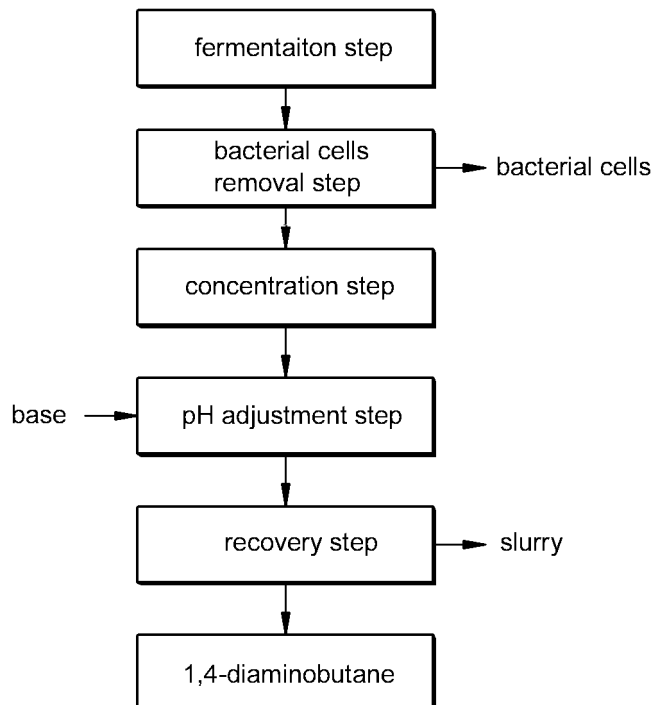 fermentaiton step
bacterial cells
removal step
bacterial cells
concentration step
base
pH adjustment step
recovery step
slurry
1,4-diaminobutane